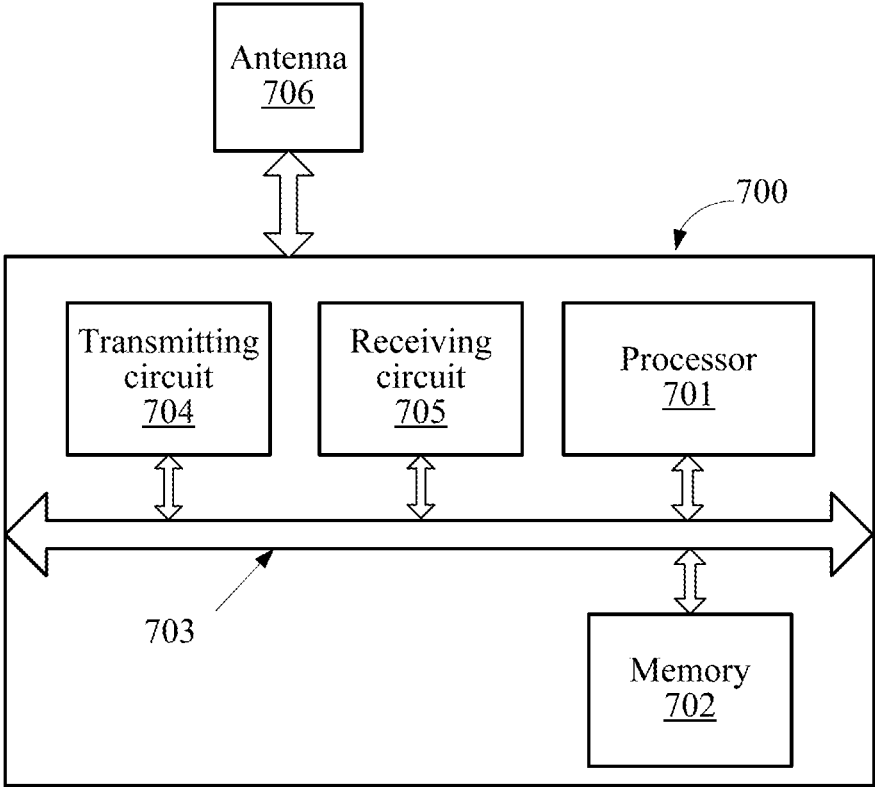 Antenna
706
700
Transmitting
circuit
704
Receiving
circuit
705
Processor
701
703
Memory
702